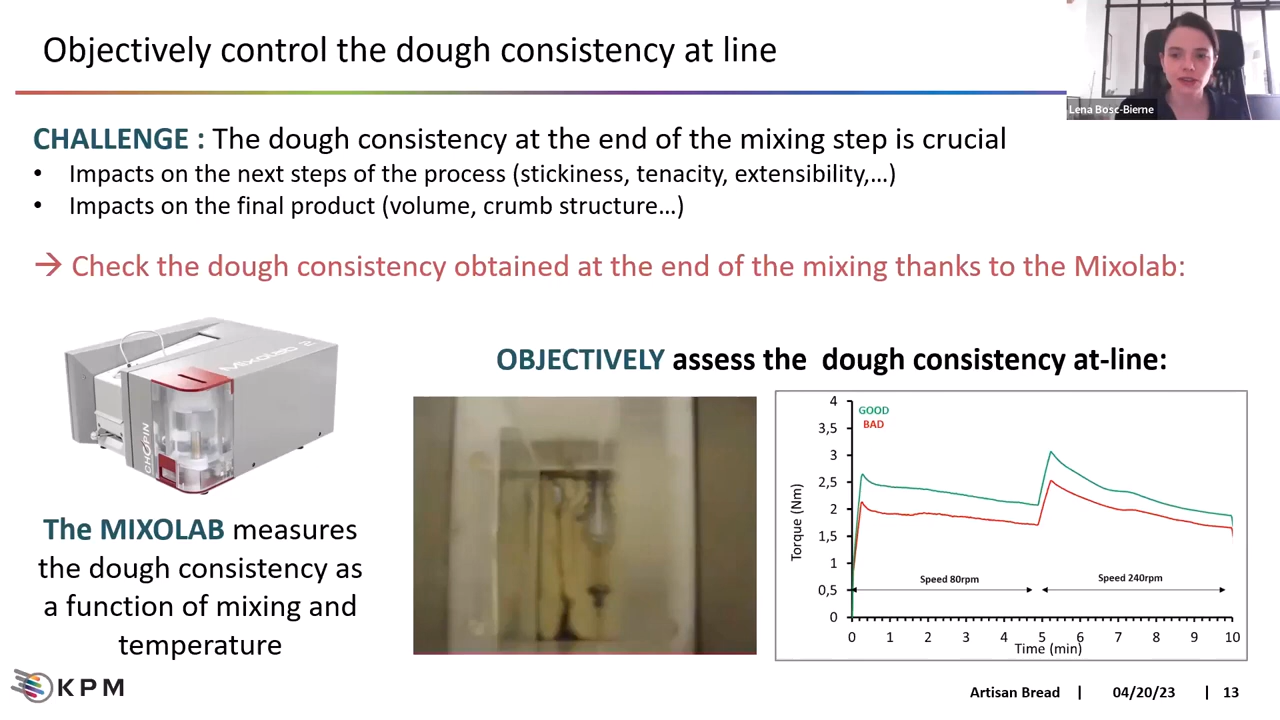 Objectively control the dough consistency at line
Lena Bosc-Bierne
CHALLENGE : The dough consistency at the end of the mixing step is crucial
• Impacts on the next steps of the process (stickiness, tenacity, extensibility,…)
• Impacts on the final product (volume, crumb structure…)
→ Check the dough consistency obtained at the end of the mixing thanks to the Mixolab:
Mixolab 2
CHOPIN
The MIXOLAB measures
the dough consistency as
a function of mixing and
temperature
OBJECTIVELY assess the dough consistency at-line:
GOOD
BAD
Torque (Nm)
4
3,5
3
2,5
2
1,5
1
0,5
0
Speed 80rpm
Speed 240rpm
0 1 2 3 4 5 6 7 8 9 10
Time (min)
KPM
Artisan Bread | 04/20/23 | 13